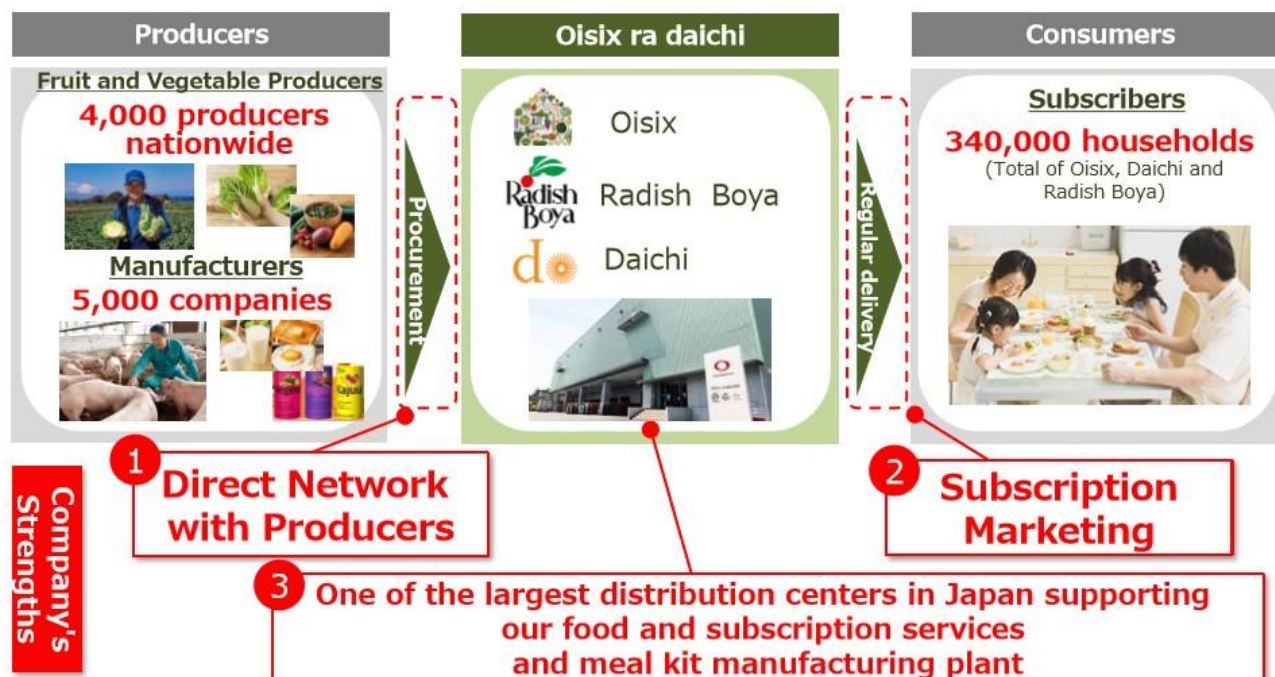 Producers
Fruit and Vegetable Producers
4,000 producers
nationwide
Manufacturers
5,000 companies
Kajuu
Procurement
Oisix ra daichi
Oisix
Radish
Boya
Radish Boya
do
Daichi
Regular delivery
Consumers
Subscribers
340,000 households
(Total of Oisix, Daichi and
Radish Boya)
Company's
Strengths
1
Direct Network
with Producers
2
Subscription
Marketing
3
One of the largest distribution centers in Japan supporting
our food and subscription services
and meal kit manufacturing plant